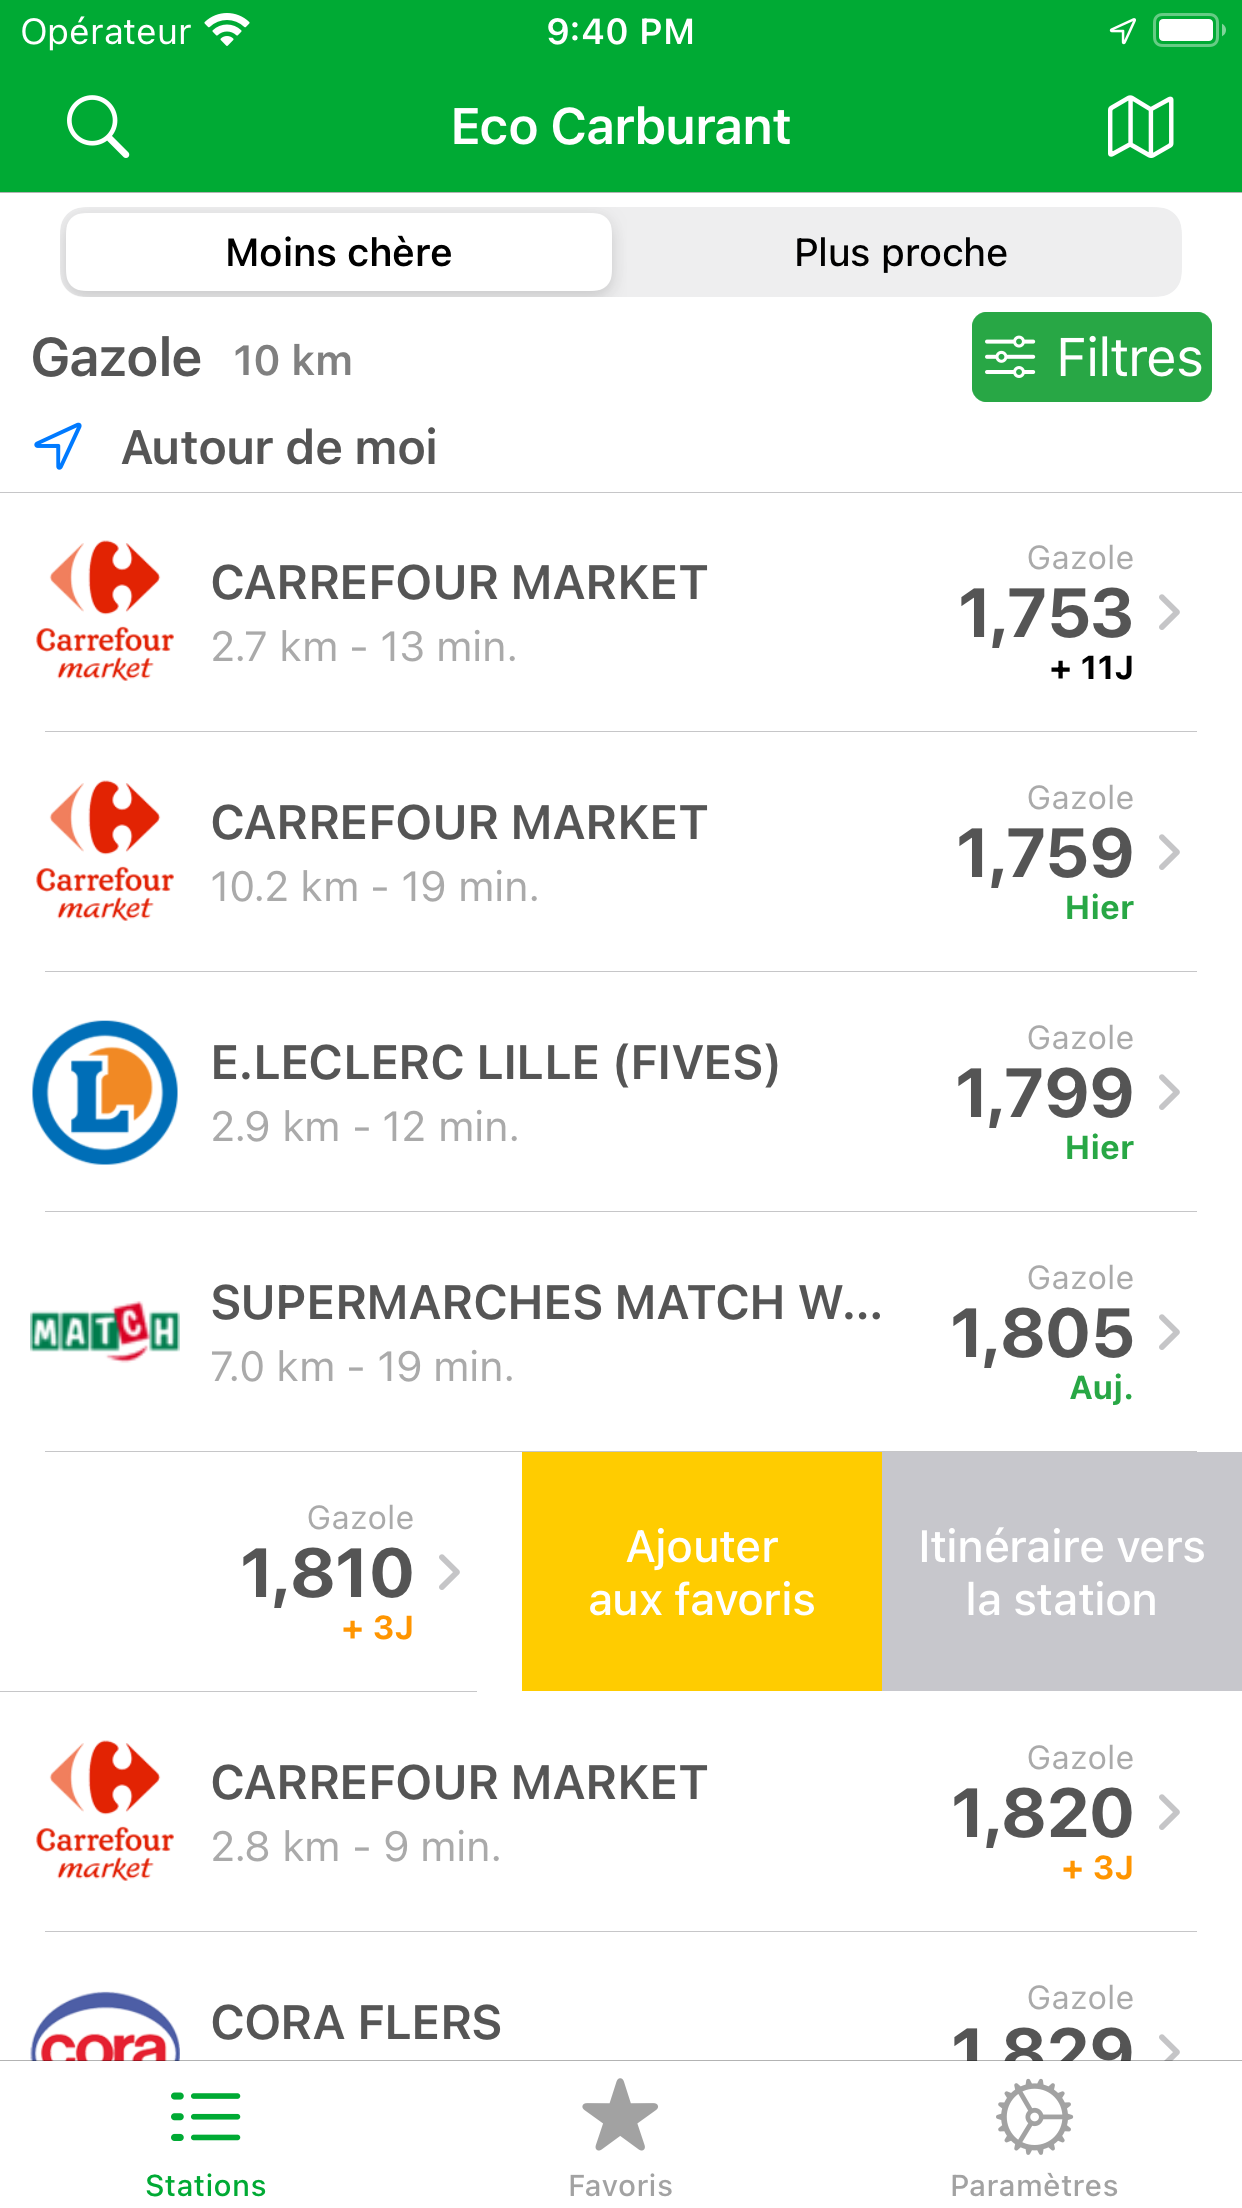 Opérateur 9:40 PM
Eco Carburant
Moins chère Plus proche
Gazole 10 km Filtres
Autour de moi
Carrefour
market
CARREFOUR MARKET
2.7 km - 13 min.
Gazole
1,753
+ 11J
Carrefour
market
CARREFOUR MARKET
10.2 km - 19 min.
Gazole
1,759
Hier
L
E.LECLERC LILLE (FIVES)
2.9 km - 12 min.
Gazole
1,799
Hier
MATCH
SUPERMARCHES MATCH W...
7.0 km - 19 min.
Gazole
1,805
Auj.
Gazole
1,810
+ 3J
Ajouter
aux favoris
Itinéraire vers
la station
Carrefour
market
CARREFOUR MARKET
2.8 km - 9 min.
Gazole
1,820
+ 3J
cora
CORA FLERS
Gazole
1,829
Stations Favoris Paramètres